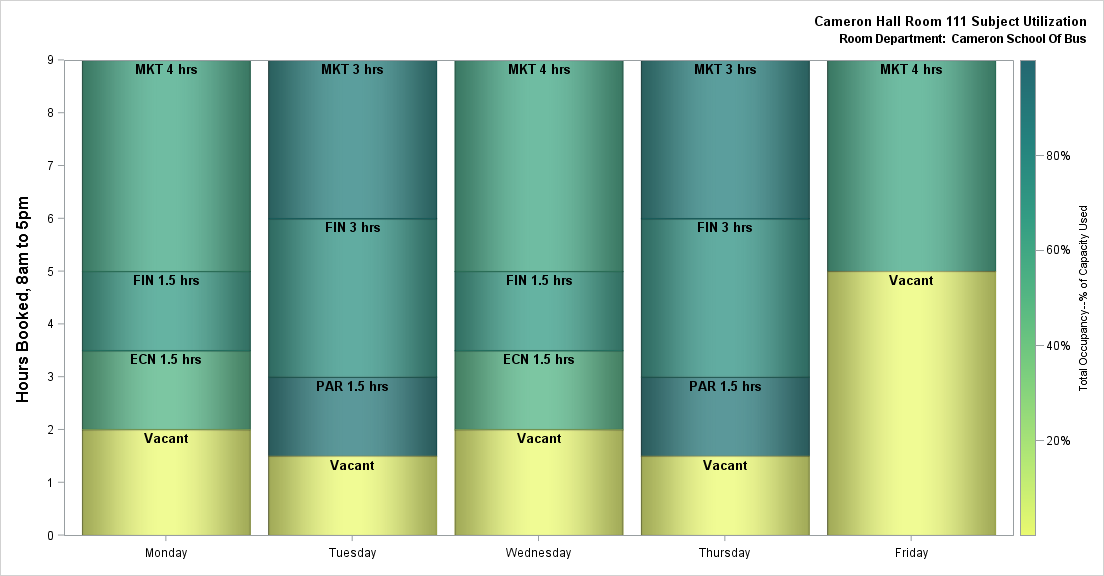 Cameron Hall Room 111 Subject Utilization
Room Department: Cameron School Of Bus
Hours Booked, 8am to 5pm
9
8
7
6
5
4
3
2
1
0
MKT 4 hrs
FIN 1.5 hrs
ECN 1.5 hrs
Vacant
MKT 3 hrs
FIN 3 hrs
PAR 1.5 hrs
Vacant
MKT 4 hrs
FIN 1.5 hrs
ECN 1.5 hrs
Vacant
MKT 3 hrs
FIN 3 hrs
PAR 1.5 hrs
Vacant
MKT 4 hrs
Vacant
Monday
Tuesday
Wednesday
Thursday
Friday
80%
60%
40%
20%
Total Occupancy--% of Capacity Used